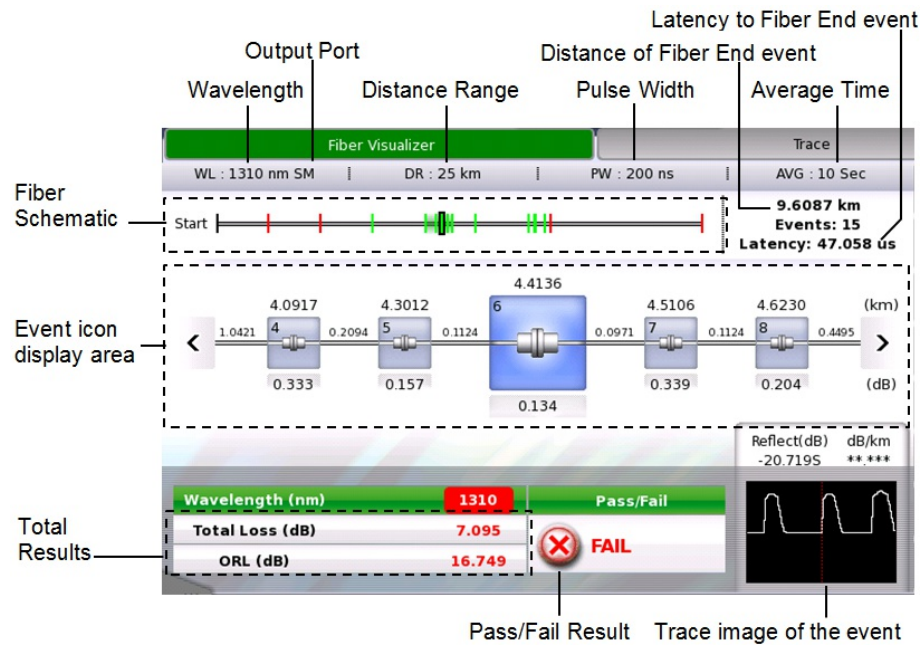 Latency to Fiber End event
Output Port
Distance of Fiber End event
Wavelength
Distance Range
Pulse Width
Average Time
Fiber Visualizer
Trace
WL : 1310 nm SM
DR : 25 km
PW : 200 ns
AVG : 10 Sec
Fiber
Schematic
Start
9.6087 km
Events: 15
Latency: 47.058 us
4.4136
4.0917
4.3012
4.5106
4.6230
(km)
Event icon
display area
1.0421
4
0.2094
5
0.1124
6
0.0971
7
0.1124
8
0.4495
0.333
0.157
0.339
0.204
(dB)
0.134
Reflect(dB)
dB/km
-20.719S
**.***
Wavelength (nm)
1310
Pass/Fail
Total
Results
Total Loss (dB)
7.095
FAIL
ORL (dB)
16.749
Pass/Fail Result
Trace image of the event